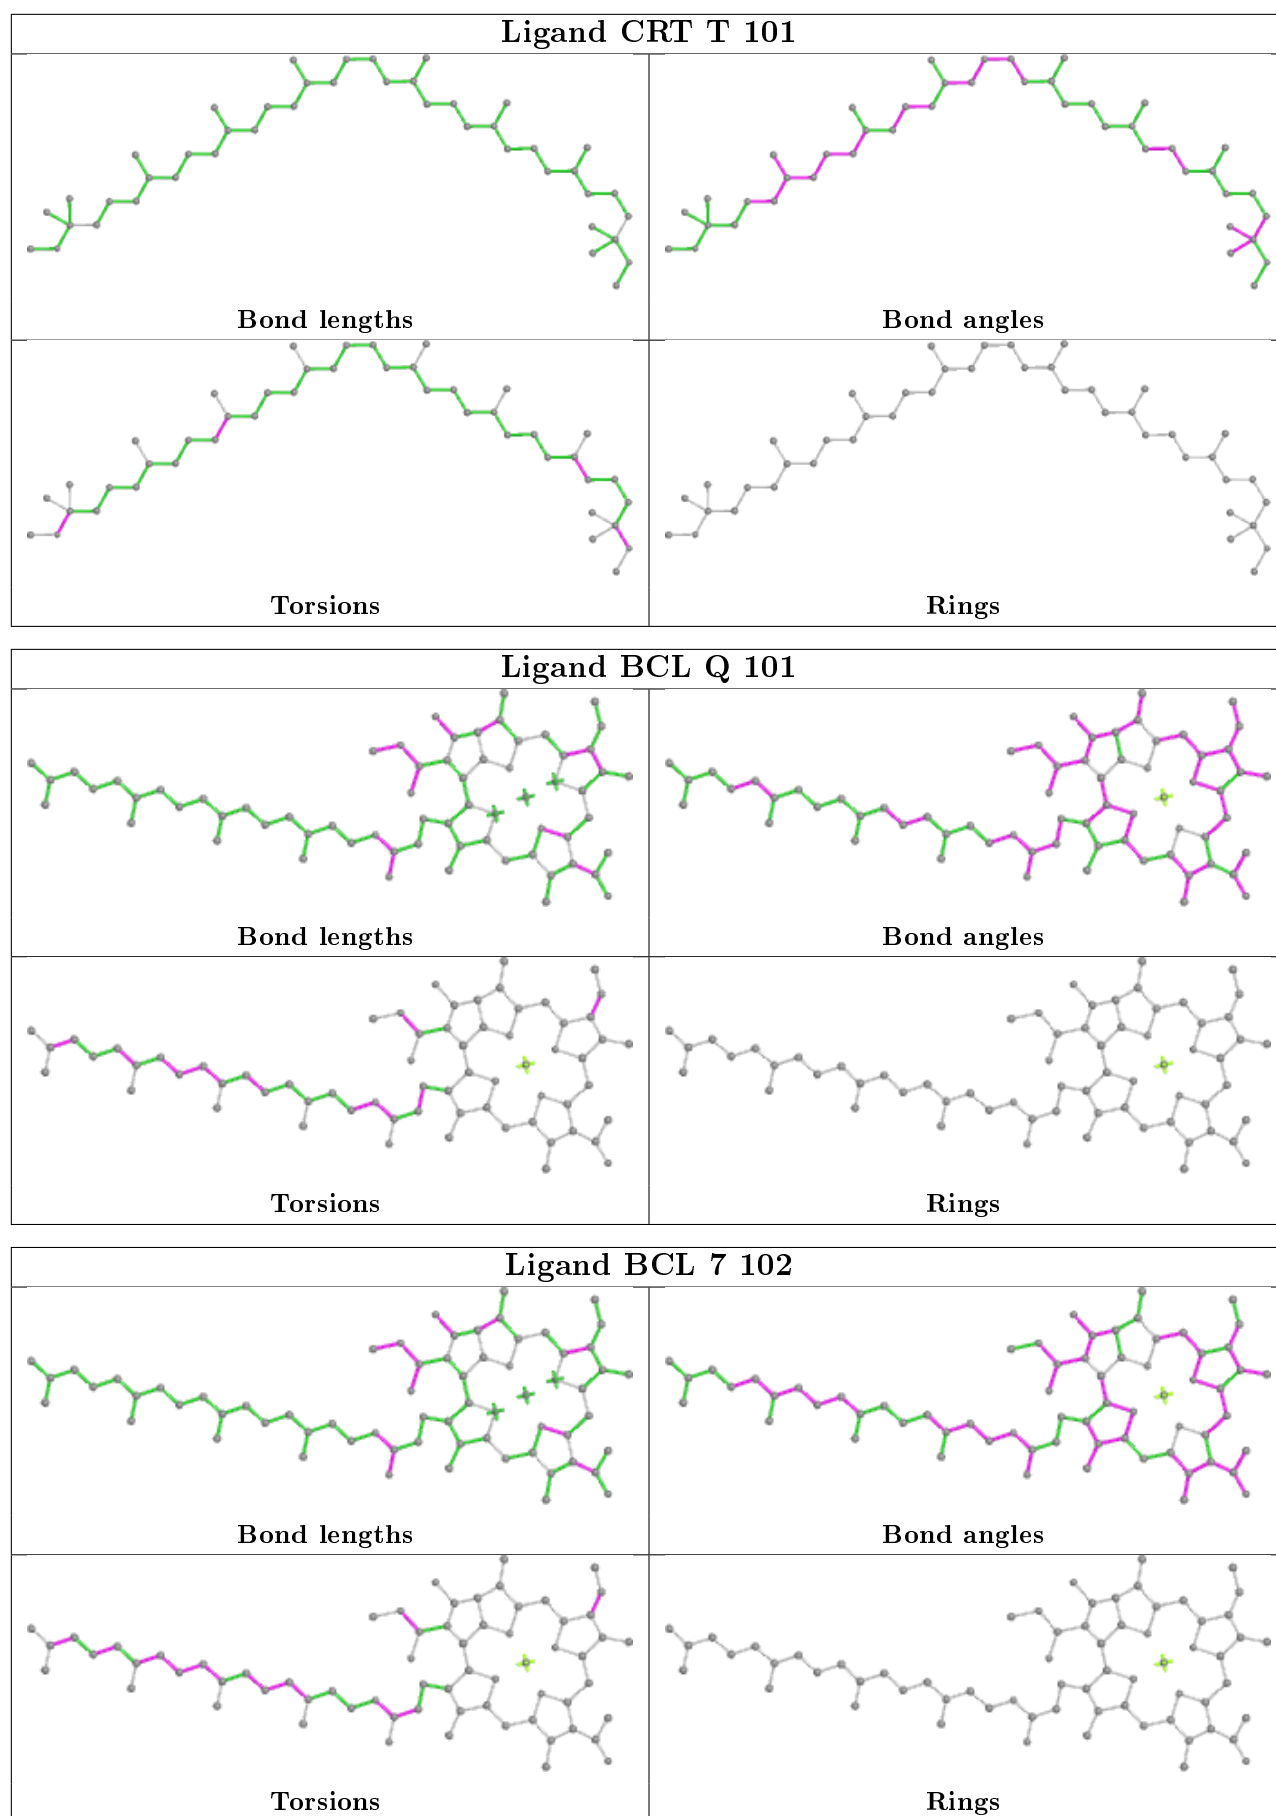 Ligand CRT T 101
Bond lengths
Bond angles
Torsions
Rings
Ligand BCL Q 101
Bond lengths
Bond angles
Torsions
Rings
Ligand BCL 7 102
Bond lengths
Bond angles
Torsions
Rings